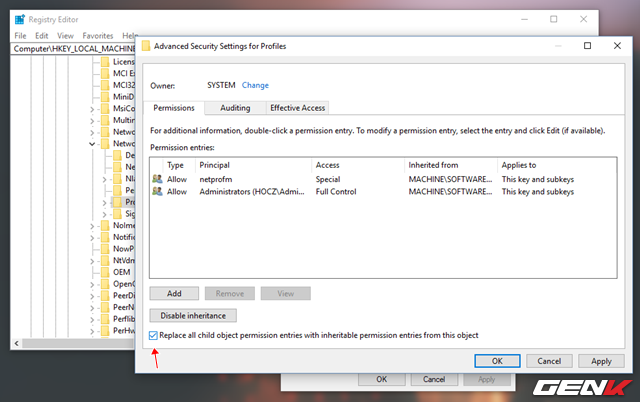 Registry Editor
File Edit View Favorites Help
Computer\HKEY_LOCAL_MACHINE
Licens
MCI Ex
MCI32
MiniD
MsiCo
Multim
Netwo
Netwo
De
Ne
NlA
Pe
Pro
Sig
NoIme
Notific
NowP
NtVdm
OEM
OpenG
PeerDi
PeerN
Perflib
PerHw
Advanced Security Settings for Profiles
Owner: SYSTEM Change
Permissions Auditing Effective Access
For additional information, double-click a permission entry. To modify a permission entry, select the entry and click Edit (if available).
Permission entries:
Type Principal Access Inherited from Applies to
Allow netprofm Special MACHINE\SOFTWARE... This key and subkeys
Allow Administrators (HOCZ\Admi... Full Control MACHINE\SOFTWARE... This key and subkeys
Add Remove View
Disable inheritance
Replace all child object permission entries with inheritable permission entries from this object
OK Cancel Apply
OK Cancel Apply
GENK